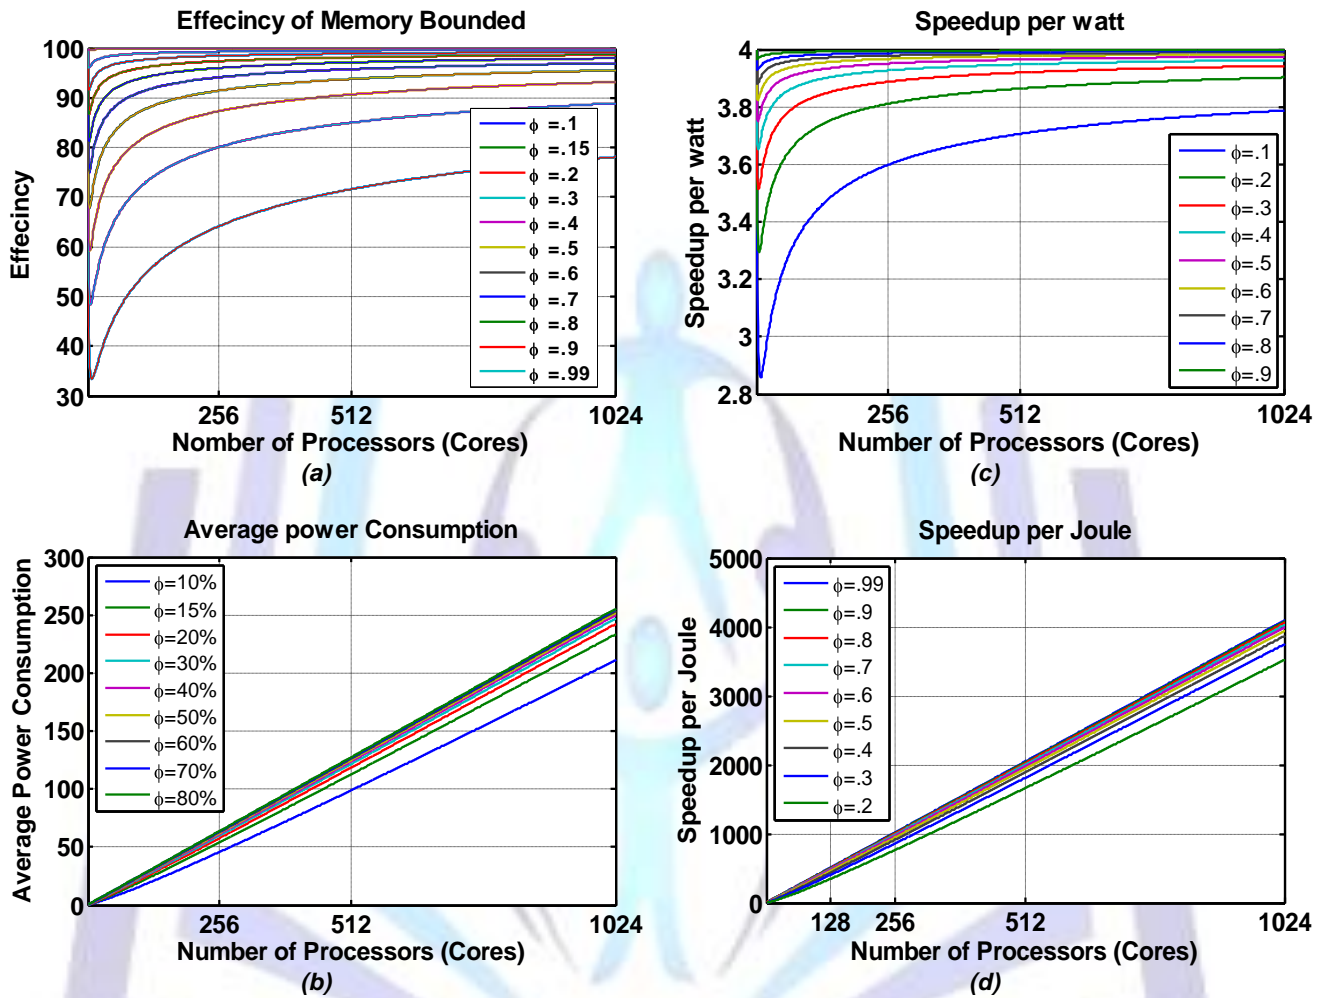 Effecincy of Memory Bounded
100
90
80
70
60
50
40
30
Effecincy
ϕ =.1
ϕ =.15
ϕ =.2
ϕ =.3
ϕ =.4
ϕ =.5
ϕ =.6
ϕ =.7
ϕ =.8
ϕ =.9
ϕ =.99
256 512 1024
Nomber of Processors (Cores)
(a)
Speedup per watt
4
3.8
3.6
3.4
3.2
3
2.8
Speedup per watt
ϕ=.1
ϕ=.2
ϕ=.3
ϕ=.4
ϕ=.5
ϕ=.6
ϕ=.7
ϕ=.8
ϕ=.9
256 512 1024
Number of Processors (Cores)
(c)
Average power Consumption
300
250
200
150
100
50
0
Average Power Consumption
ϕ=10%
ϕ=15%
ϕ=20%
ϕ=30%
ϕ=40%
ϕ=50%
ϕ=60%
ϕ=70%
ϕ=80%
256 512 1024
Number of Processors (Cores)
(b)
Speedup per Joule
5000
4000
3000
2000
1000
0
Speedup per Joule
ϕ=.99
ϕ=.9
ϕ=.8
ϕ=.7
ϕ=.6
ϕ=.5
ϕ=.4
ϕ=.3
ϕ=.2
128 256 512 1024
Number of Processors (Cores)
(d)